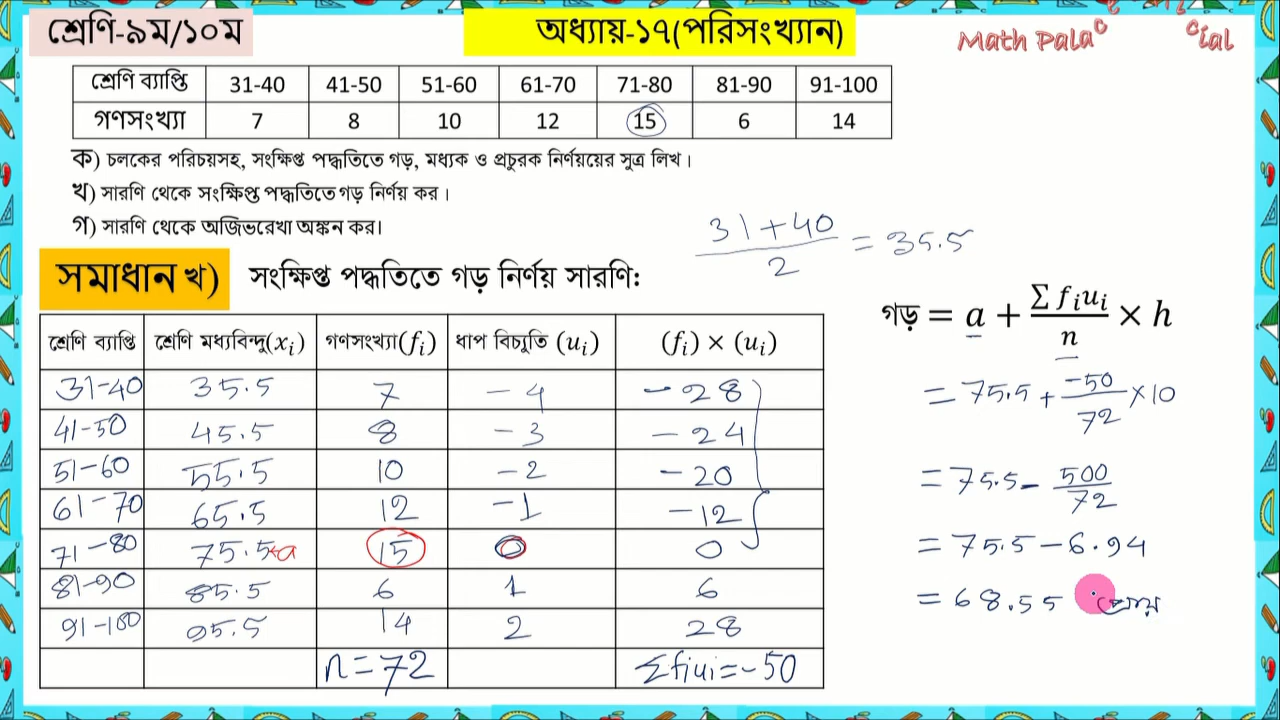 শ্রেণি-৯ম/১০ম
অধ্যায়-১৭(পরিসংখ্যান)
Math Pala
cial
শ্রেণি ব্যাপ্তি 31-40 41-50 51-60 61-70 71-80 81-90 91-100
গণসংখ্যা 7 8 10 12 15 6 14
ক) চলকের পরিচয়সহ, সংক্ষিপ্ত পদ্ধতিতে গড়, মধ্যক ও প্রচুরক নির্ণয়য়ের সুত্র লিখ।
খ) সারণি থেকে সংক্ষিপ্ত পদ্ধতিতে গড় নির্ণয় কর।
গ) সারণি থেকে অজিভরেখা অঙ্কন কর।
31+40/2 = 35.5
সমাধান খ) সংক্ষিপ্ত পদ্ধতিতে গড় নির্ণয় সারণি:
শ্রেণি ব্যাপ্তি শ্রেণি মধ্যবিন্দু(xᵢ) গণসংখ্যা(fᵢ) ধাপ বিচ্যুতি (uᵢ) (fᵢ) × (uᵢ)
31-40 35.5 7 -4 -28
41-50 45.5 8 -3 -24
51-60 55.5 10 -2 -20
61-70 65.5 12 -1 -12
71-80 75.5←a 15 0 0
81-90 85.5 6 1 6
91-100 95.5 14 2 28
n=72 Σfiui=-50
গড় = a + Σ fᵢuᵢ/n × h
= 75.5 + -50/72 × 10
= 75.5 - 500/72
= 75.5 - 6.94
= 68.55 প্রায়